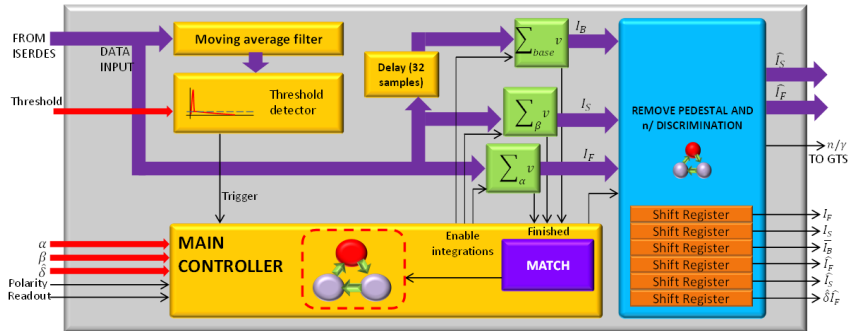 FROM
ISERDES
DATA
INPUT
Moving average filter
Threshold
Threshold
detector
Delay (32
samples)
∑base v
I_B
∑β v
I_S
∑α v
I_F
REMOVE PEDESTAL AND
n/ DISCRIMINATION
Î_S
Î_F
n/γ
TO GTS
Trigger
Enable
integrations
Finished
MAIN
CONTROLLER
MATCH
α
β
δ̂
Polarity
Readout
Shift Register
I_F
Shift Register
I_S
Shift Register
I_B
Shift Register
Î_F
Shift Register
Î_S
Shift Register
δ̂Î_F